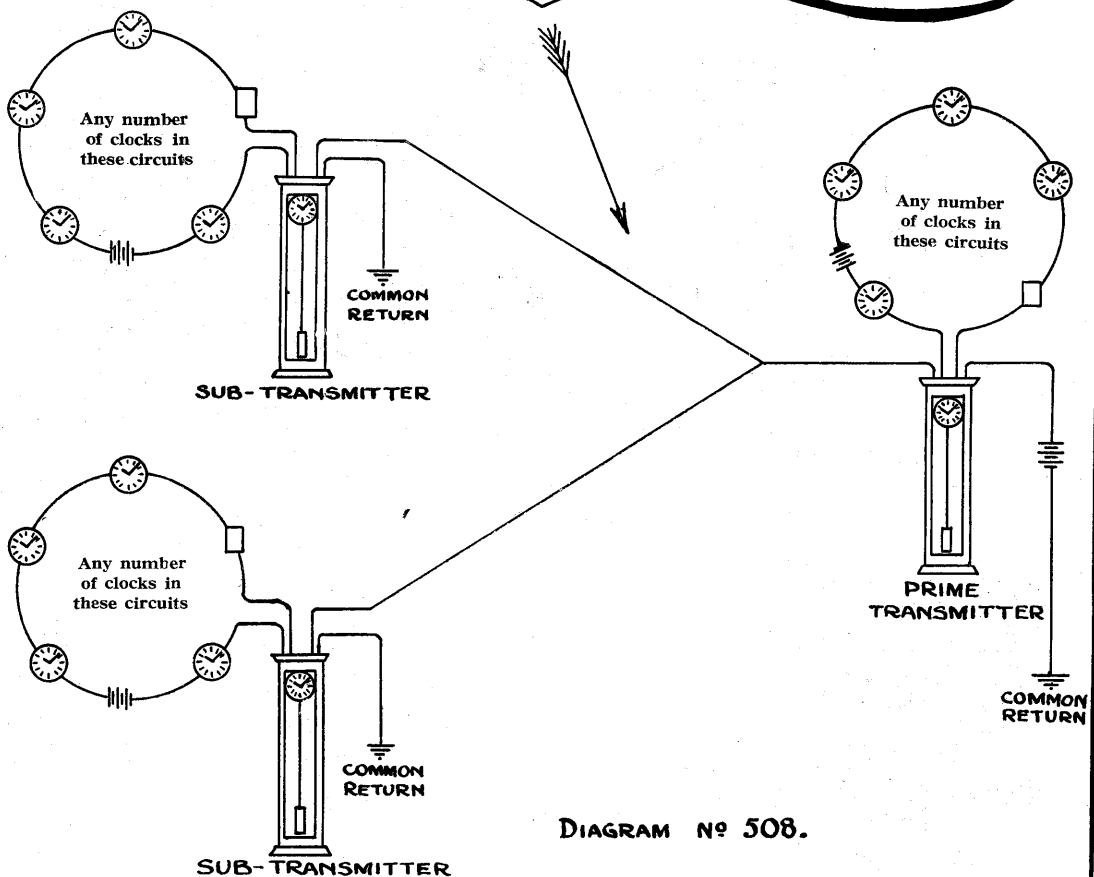 Any number
of clocks in
these circuits
COMMON
RETURN
SUB-TRANSMITTER
Any number
of clocks in
these circuits
PRIME
TRANSMITTER
COMMON
RETURN
Any number
of clocks in
these circuits
COMMON
RETURN
SUB-TRANSMITTER
DIAGRAM Nº 508.